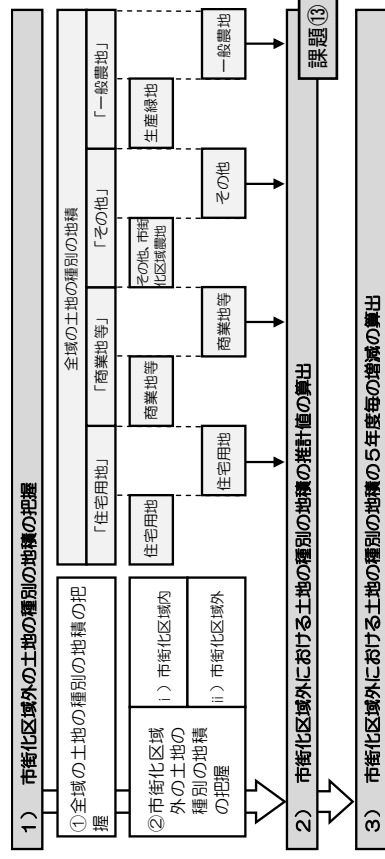 1) 市街化区域外の土地の種別の地積の把握
①全域の土地の種別の地積の把
握
全域の土地の種別の地積
「住宅用地」
「商業地等」
「その他」
「一般農地」
②市街化区域
外の土地の
種別の地積
の把握
ⅰ) 市街化区域内
住宅用地
商業地等
その他、市街
化区域農地
生産緑地
ⅱ) 市街化区域外
住宅用地
商業地等
その他
一般農地
2) 市街化区域外における土地の種別の地積の推計値の算出
課題⑬
3) 市街化区域外における土地の種別の地積の5年度毎の増減の算出